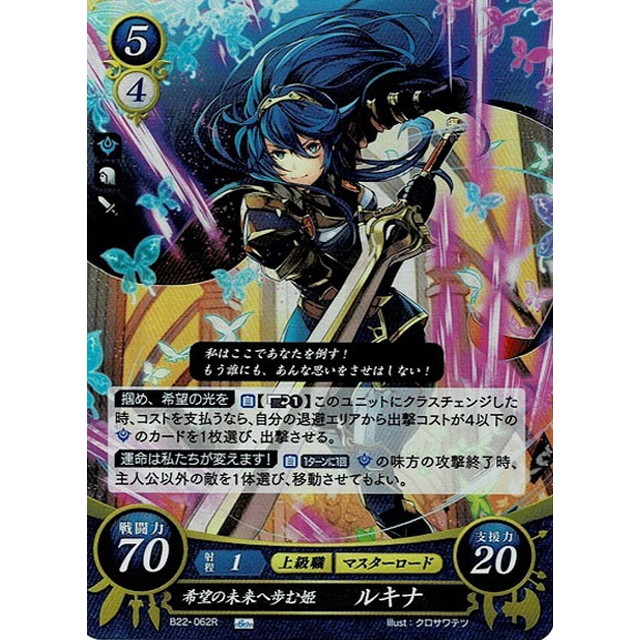 5
4
私はここであなたを倒す!
もう誰にも、あんな思いをさせはしない!
掴め、希望の光を 自【 1】このユニットにクラスチェンジした
時、コストを支払うなら、自分の退避エリアから出撃コストが4以下の
のカードを1枚選び、出撃させる。
運命は私たちが変えます! 自 1ターンに1回 の味方の攻撃終了時、
主人公以外の敵を1体選び、移動させてもよい。
戦闘力
70
射程 1 上級職 マスターロード
支援力
20
希望の未来へ歩む姫 ルキナ
B22-062R
Illust:クロサワテツ